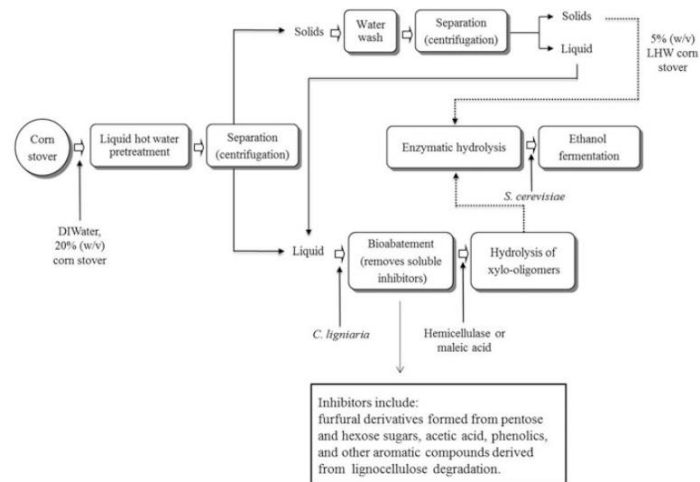 Solids
Water
wash
Separation
(centrifugation)
Solids
Liquid
5% (w/v)
LHW corn
stover
Corn
stover
Liquid hot water
pretreatment
Separation
(centrifugation)
Enzymatic hydrolysis
Ethanol
fermentation
S. cerevisiae
DIWater,
20% (w/v)
corn stover
Liquid
Bioabatement
(removes soluble
inhibitors)
Hydrolysis of
xylo-oligomers
C. ligniaria
Hemicellulase or
maleic acid
Inhibitors include:
furfural derivatives formed from pentose
and hexose sugars, acetic acid, phenolics,
and other aromatic compounds derived
from lignocellulose degradation.